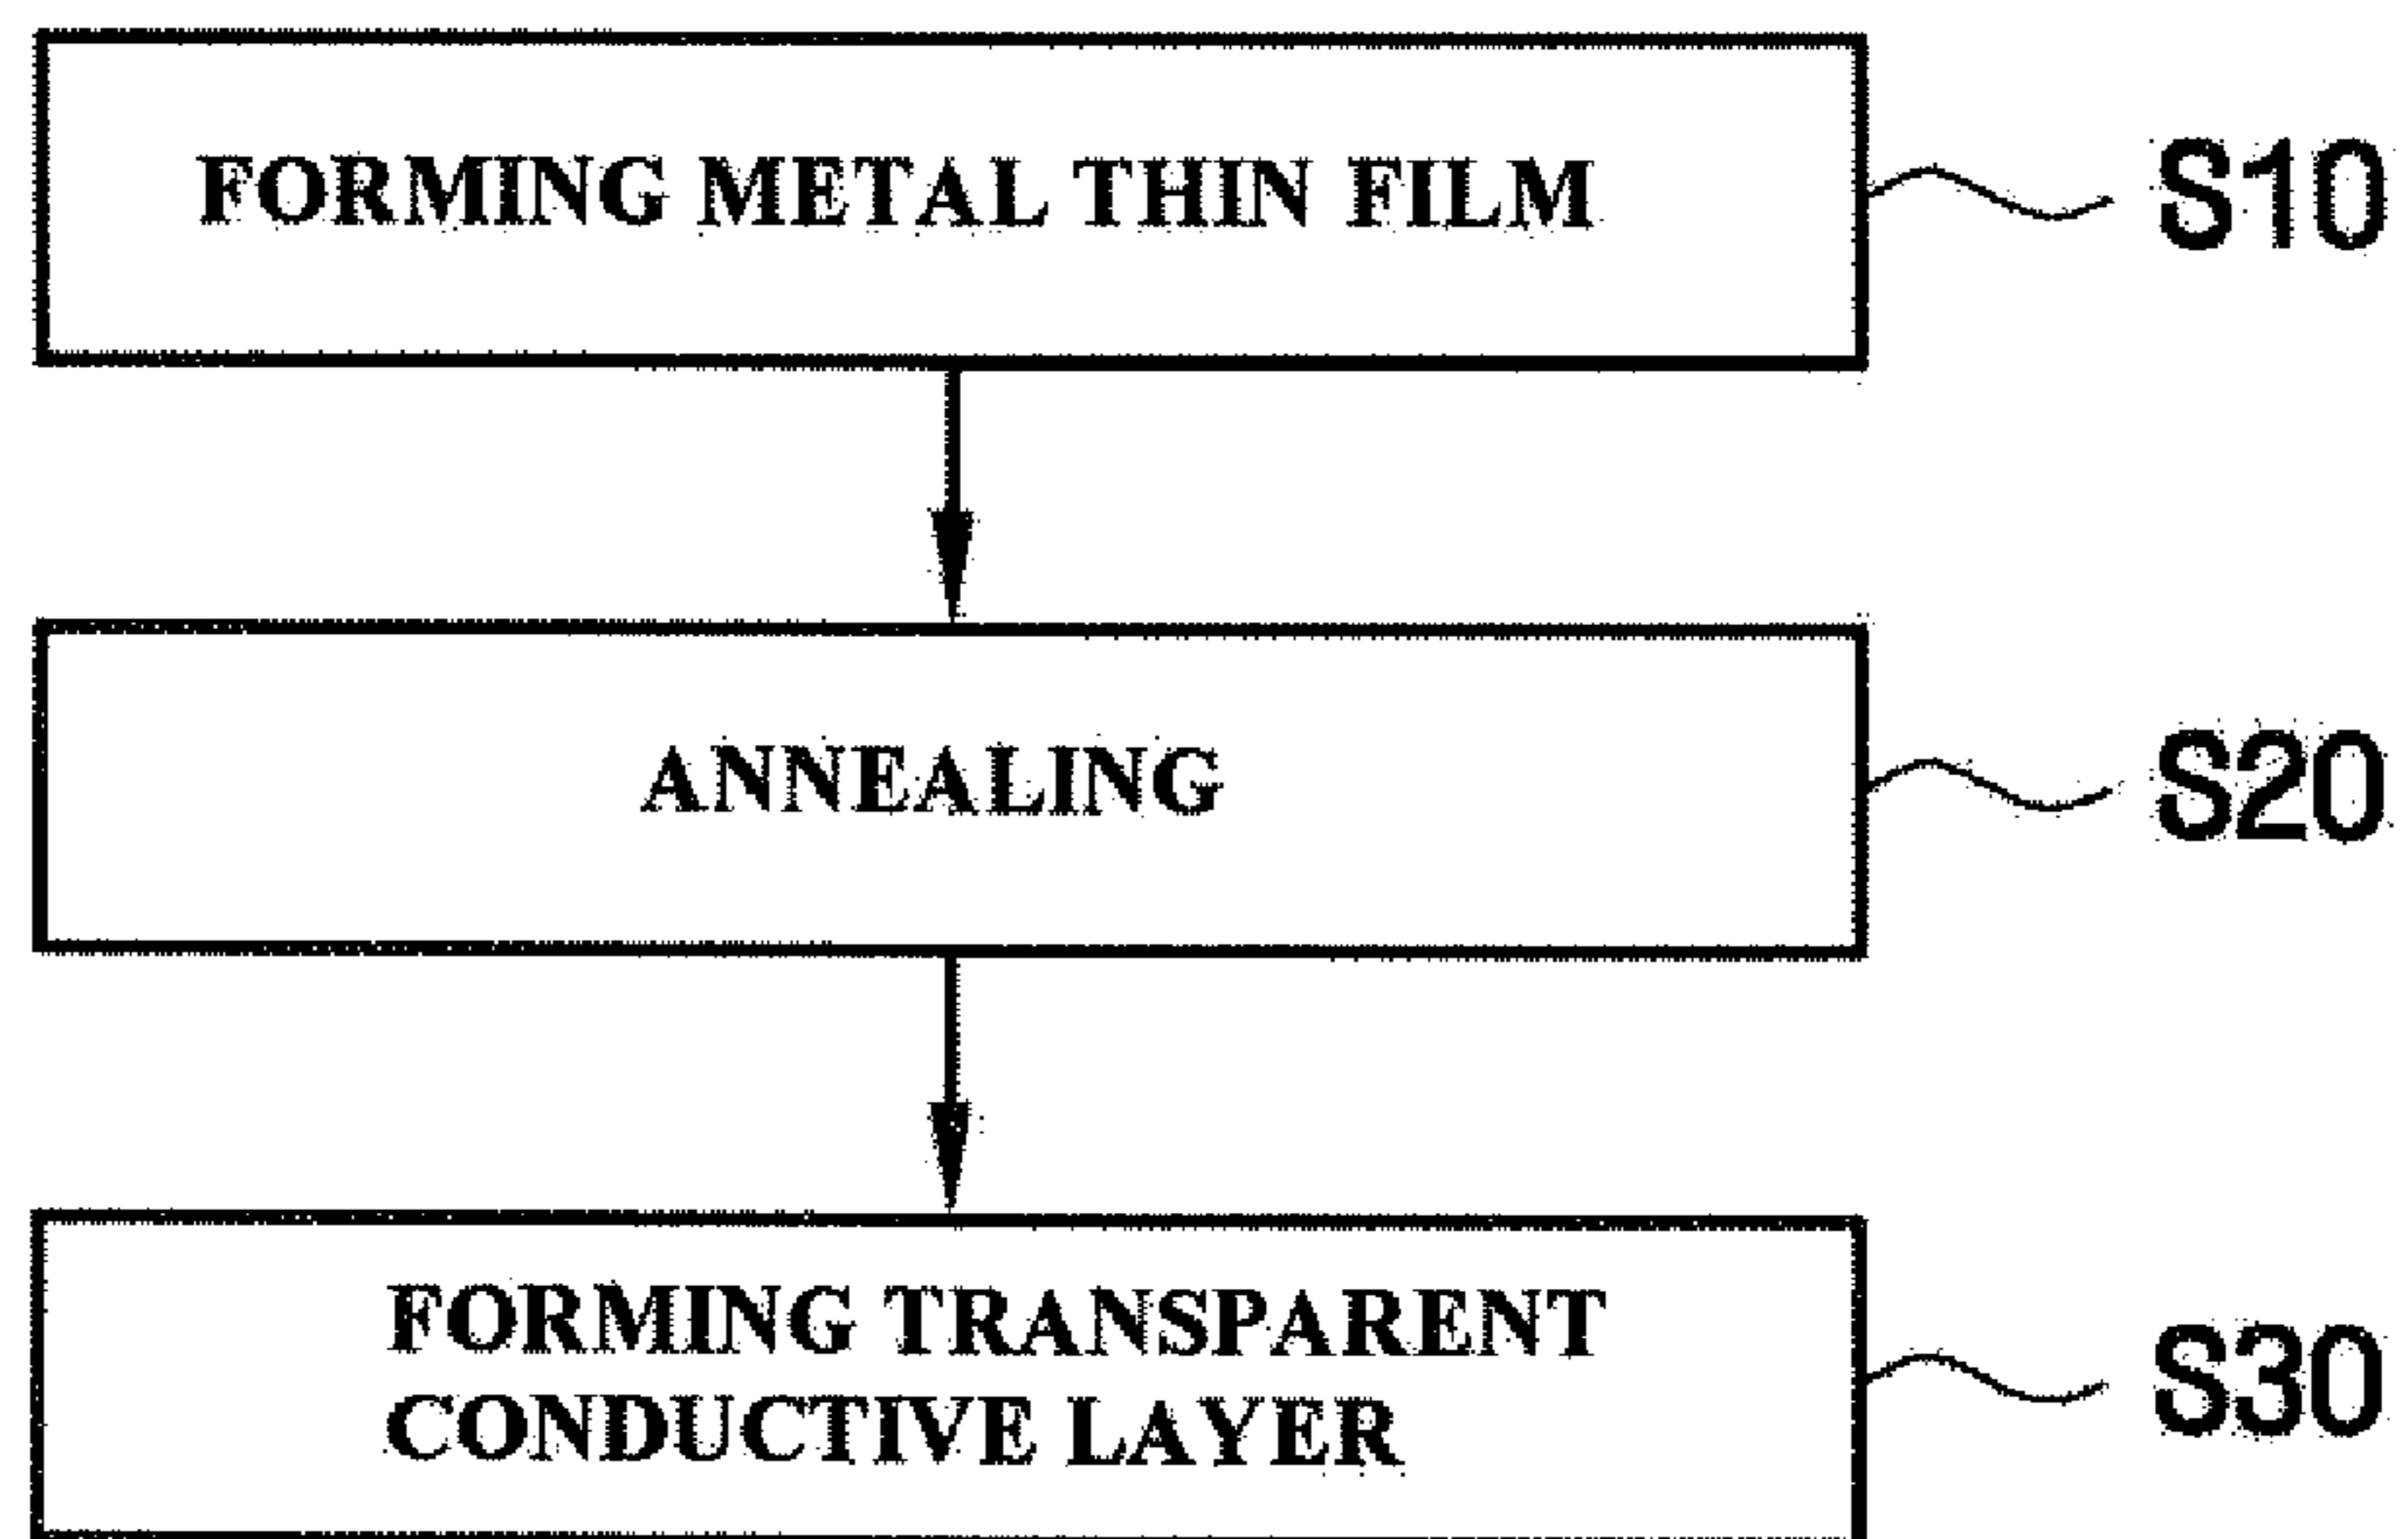 FORMING METAL THIN FILM
S10
ANNEALING
S20
FORMING TRANSPARENT
CONDUCTIVE LAYER
S30